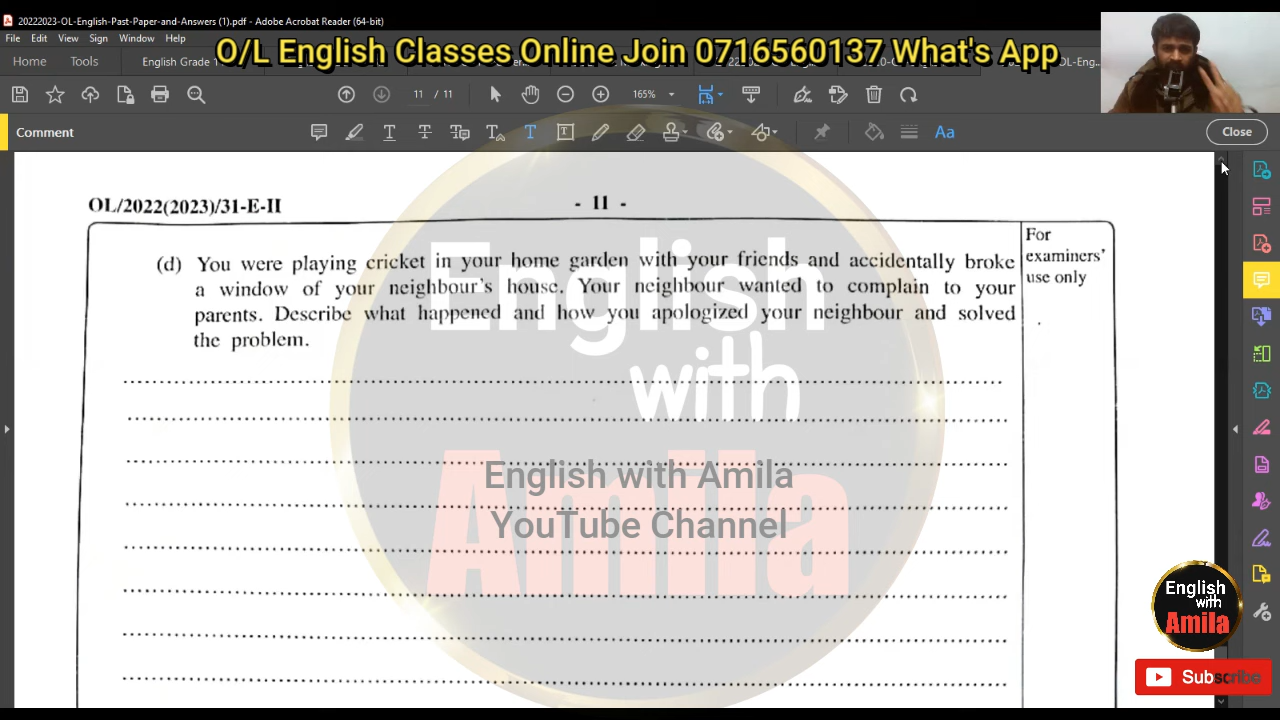 20222023-OL-English-Past-Paper-and-Answers (1).pdf - Adobe Acrobat Reader (64-bit)
File Edit View Sign Window Help
O/L English Classes Online Join 0716560137 What's App
Home Tools English Grade 1
OL-Eng...
11 / 11 165%
Comment
Close
OL/2022(2023)/31-E-II - 11 -
For
examiners'
use only
(d) You were playing cricket in your home garden with your friends and accidentally broke
a window of your neighbour's house. Your neighbour wanted to complain to your
parents. Describe what happened and how you apologized your neighbour and solved
the problem.
English
with
Amila
English with Amila
YouTube Channel
English
with
Amila
Subscribe